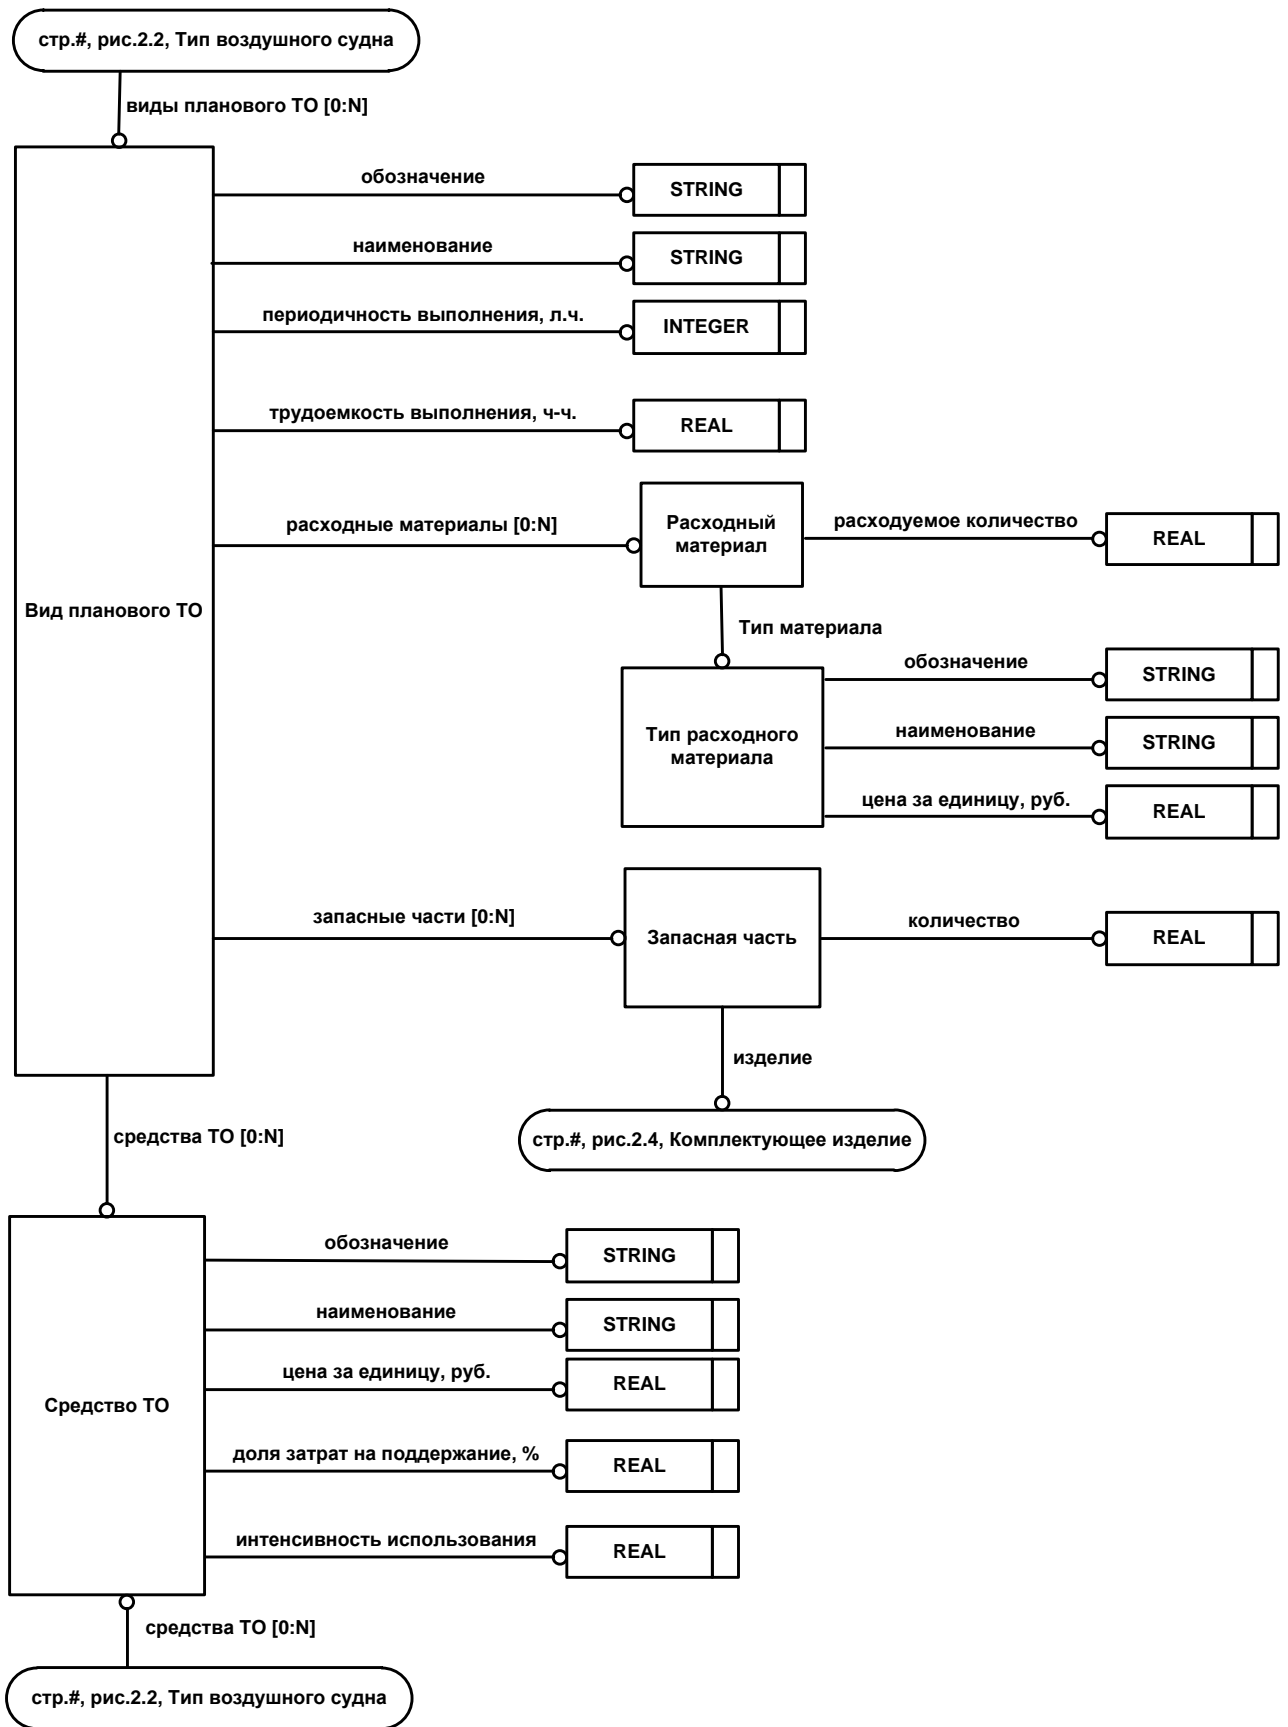 стр.#, рис.2.2, Тип воздушного судна
виды планового ТО [0:N]
обозначение
STRING
наименование
STRING
периодичность выполнения, л.ч.
INTEGER
трудоемкость выполнения, ч-ч.
REAL
расходные материалы [0:N]
Расходный
материал
расходуемое количество
REAL
Вид планового ТО
Тип материала
обозначение
STRING
Тип расходного
материала
наименование
STRING
цена за единицу, руб.
REAL
запасные части [0:N]
Запасная часть
количество
REAL
изделие
стр.#, рис.2.4, Комплектующее изделие
средства ТО [0:N]
обозначение
STRING
наименование
STRING
цена за единицу, руб.
REAL
Средство ТО
доля затрат на поддержание, %
REAL
интенсивность использования
REAL
средства ТО [0:N]
стр.#, рис.2.2, Тип воздушного судна